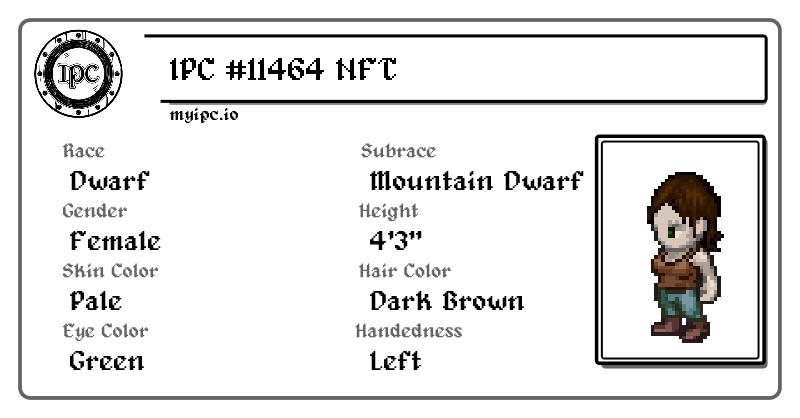 IPC
IPC #11464 NFT
myipc.io
Race
Subrace
Dwarf
Mountain Dwarf
Gender
Height
Female
4'3"
Skin Color
Hair Color
Pale
Dark Brown
Eye Color
Handedness
Green
Left